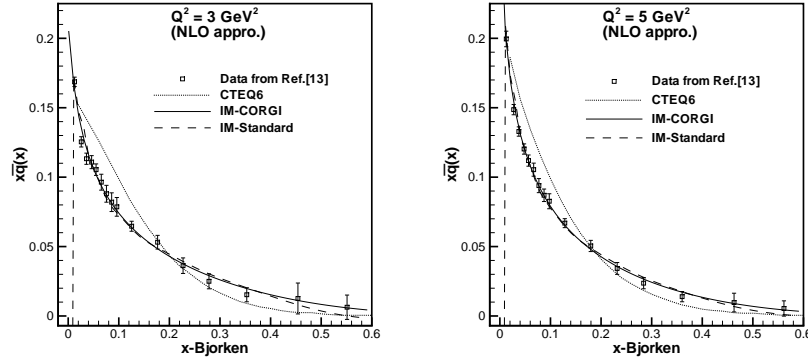 Q² = 3 GeV²
(NLO appro.)
Data from Ref.[13]
CTEQ6
IM-CORGI
IM-Standard
xq̅(x)
0.2
0.15
0.1
0.05
0
0 0.1 0.2 0.3 0.4 0.5 0.6
x-Bjorken
Q² = 5 GeV²
(NLO appro.)
Data from Ref.[13]
CTEQ6
IM-CORGI
IM-Standard
xq̅(x)
0.2
0.15
0.1
0.05
0
0 0.1 0.2 0.3 0.4 0.5 0.6
x-Bjorken